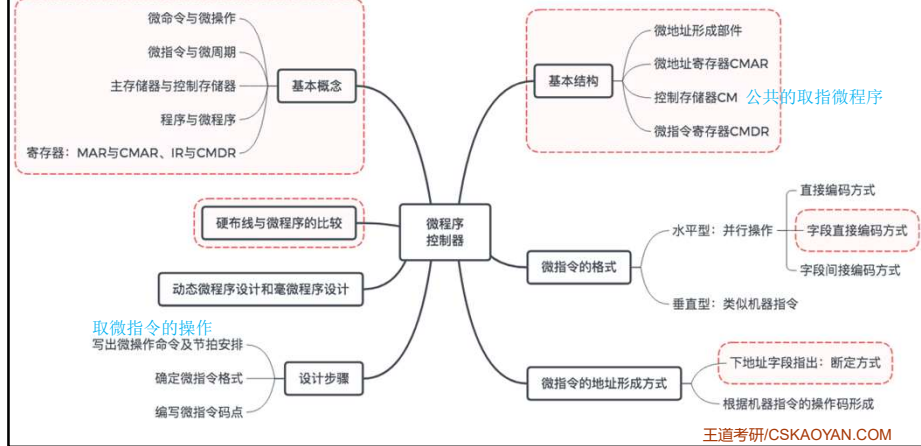 微命令与微操作
微指令与微周期
主存储器与控制存储器
程序与微程序
寄存器：MAR与CMAR、IR与CMDR
基本概念
硬布线与微程序的比较
动态微程序设计和毫微程序设计
取微指令的操作
写出微操作命令及节拍安排
确定微指令格式
编写微指令码点
设计步骤
微程序
控制器
基本结构
微地址形成部件
微地址寄存器CMAR
控制存储器CM 公共的取指微程序
微指令寄存器CMDR
微指令的格式
水平型：并行操作
直接编码方式
字段直接编码方式
字段间接编码方式
垂直型：类似机器指令
微指令的地址形成方式
下地址字段指出：断定方式
根据机器指令的操作码形成
王道考研/CSKAOYAN.COM